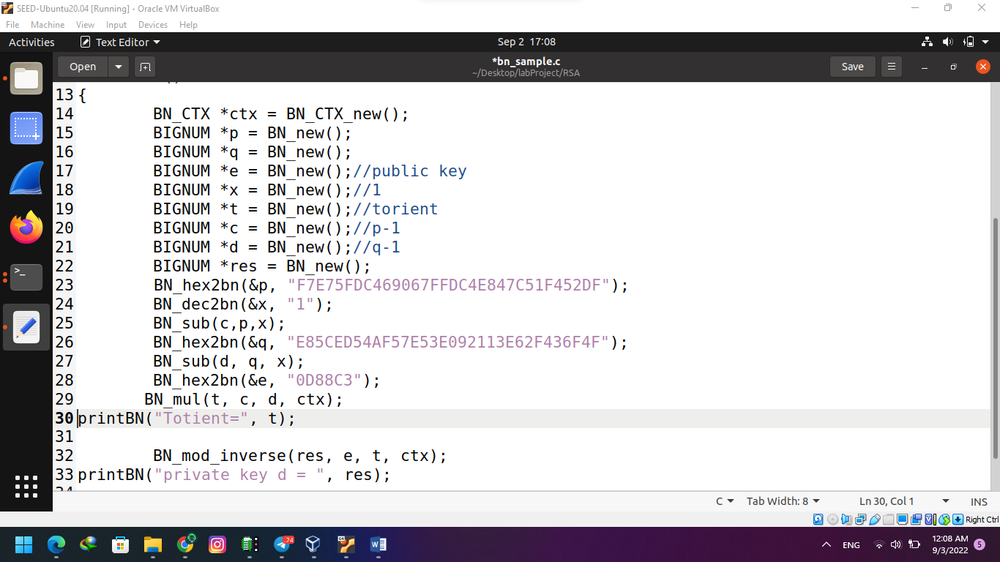 SEED-Ubuntu20.04 [Running] - Oracle VM VirtualBox
File Machine View Input Devices Help
Activities Text Editor Sep 2 17:08
Open *bn_sample.c Save
~/Desktop/labProject/RSA
13 {
14 BN_CTX *ctx = BN_CTX_new();
15 BIGNUM *p = BN_new();
16 BIGNUM *q = BN_new();
17 BIGNUM *e = BN_new();//public key
18 BIGNUM *x = BN_new();//1
19 BIGNUM *t = BN_new();//torient
20 BIGNUM *c = BN_new();//p-1
21 BIGNUM *d = BN_new();//q-1
22 BIGNUM *res = BN_new();
23 BN_hex2bn(&p, "F7E75FDC469067FFDC4E847C51F452DF");
24 BN_dec2bn(&x, "1");
25 BN_sub(c,p,x);
26 BN_hex2bn(&q, "E85CED54AF57E53E092113E62F436F4F");
27 BN_sub(d, q, x);
28 BN_hex2bn(&e, "0D88C3");
29 BN_mul(t, c, d, ctx);
30 printBN("Totient=", t);
31
32 BN_mod_inverse(res, e, t, ctx);
33 printBN("private key d = ", res);
C Tab Width: 8 Ln 30, Col 1 INS
Right Ctrl
74 ENG 12:08 AM
9/3/2022 5